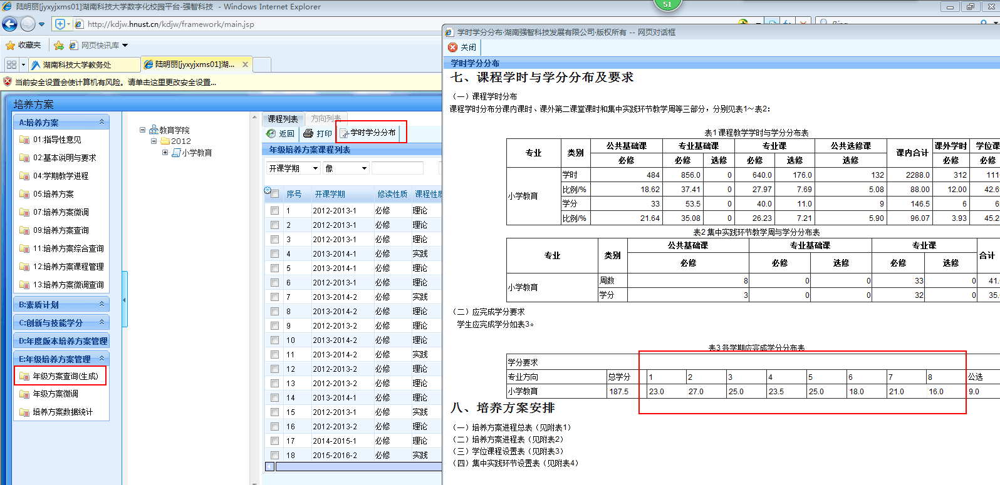 陆明丽[jyxyjxms01]湖南科技大学数字化校园平台-强智科技 - Windows Internet Explorer
51
http://kdjw.hnust.cn/kdjw/framework/main.jsp
Bing
收藏夹
网页快讯库
湖南科技大学教务处
陆明丽[jyxyjxms01]湖...
当前安全设置会使计算机有风险。请单击这里更改安全设置...
培养方案
A:培养方案
01:指导性意见
02:基本说明与要求
04:学期教学进程
05:培养方案
07:培养方案微调
09:培养方案查询
11:培养方案综合查询
12:培养方案课程管理
13:培养方案微调查询
B:素质计划
C:创新与技能学分
D:年度版本培养方案管理
E:年级培养方案管理
年级方案查询(生成)
年级方案微调
培养方案数据统计
教育学院
2012
小学教育
课程列表 方向列表
返回 打印 学时学分分布
年级培养方案课程列表
开课学期 像
序号 开课学期 修读性质 课程性质
1 2012-2013-1 必修 理论
2 2012-2013-1 必修 理论
3 2012-2013-1 必修 理论
4 2013-2014-1 必修 实践
5 2013-2014-1 必修 理论
6 2012-2013-1 必修 理论
7 2013-2014-2 必修 实践
8 2013-2014-2 必修 理论
9 2012-2013-2 必修 理论
10 2013-2014-2 必修 理论
11 2013-2014-2 必修 实践
12 2012-2013-2 必修 理论
13 2012-2013-2 必修 理论
14 2013-2014-1 必修 理论
15 2012-2013-1 必修 实践
16 2012-2013-2 必修 理论
17 2014-2015-1 必修 理论
18 2015-2016-2 必修 实践
学时学分分布·湖南强智科技发展有限公司·版权所有 -- 网页对话框
关闭
学时学分分布
七、课程学时与学分分布及要求
（一）课程学时分布
课程学时分布分课内课时、课外第二课堂课时和集中实践环节教学周等三部分，分别见表1～表2：
表1 课程教学学时与学分分布表
专业 类别 公共基础课 专业基础课 专业课 公共选修课 课内合计 课外学时 学位课
必修 必修 选修 必修 选修 选修 必修 必修
小学教育 学时 484 856.0 0 640.0 176.0 132 2288.0 312 111
比例/% 18.62 37.41 0 27.97 7.69 5.08 88.00 12.00 42.6
学分 33 53.5 0 40.0 11.0 9 146.5 6 6
比例/% 21.64 35.08 0 26.23 7.21 5.90 96.07 3.93 45.2
表2 集中实践环节教学周与学分分布表
专业 类别 公共基础课 专业基础课 专业课 合计
必修 必修 选修 必修 选修
小学教育 周数 8 0 0 33 0 41.
学分 3 0 0 32 0 35.
（二）应完成学分要求
学生应完成学分如表3。
表3 各学期应完成学分分布表
学分要求
专业方向 总学分 1 2 3 4 5 6 7 8 公选
小学教育 187.5 23.0 27.0 25.0 23.5 25.0 18.0 21.0 16.0 9.0
八、培养方案安排
（一）培养方案进程总表（见附表1）
（二）培养方案进程表（见附表2）
（三）学位课程设置表（见附表3）
（四）集中实践环节设置表（见附表4）